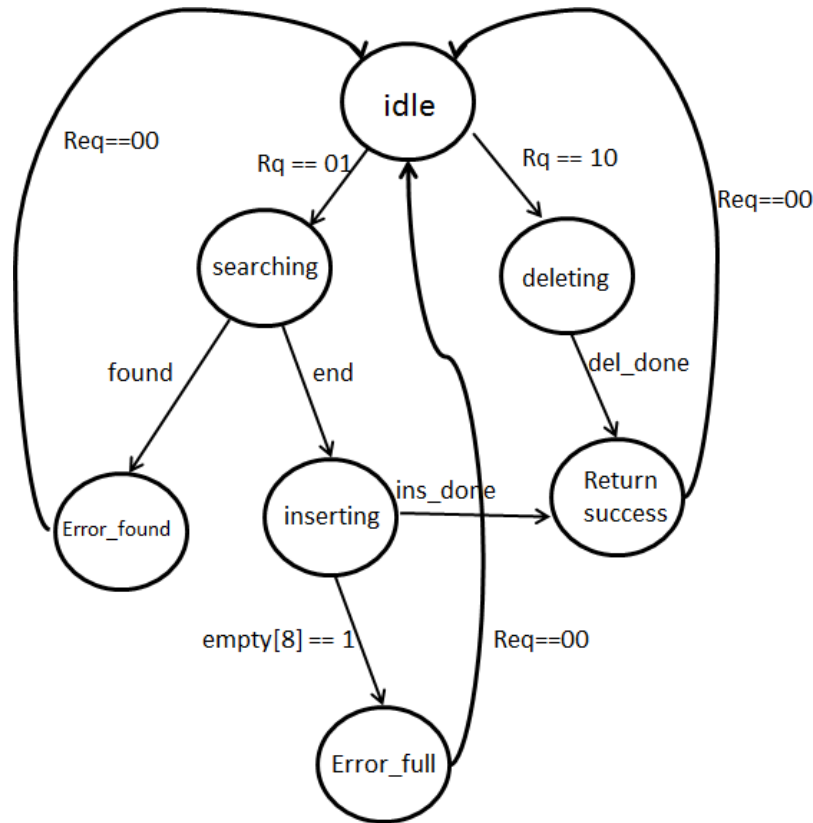 idle
Req==00
Rq == 01
Rq == 10
Req==00
searching
deleting
found
end
del_done
Error_found
inserting
ins_done
Return
success
empty[8] == 1
Req==00
Error_full